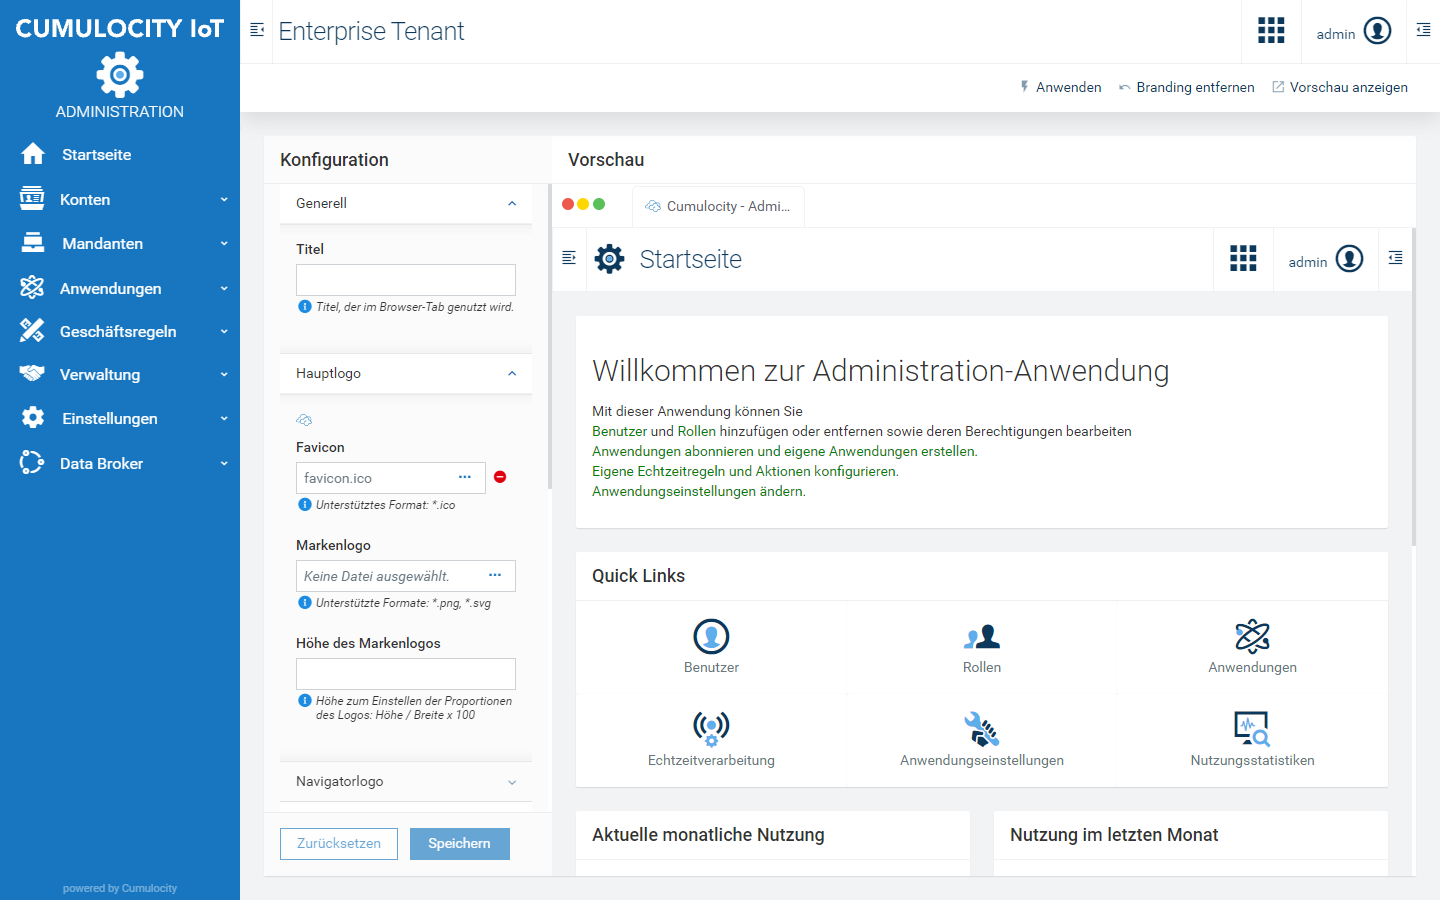 CUMULOCITY IoT
ADMINISTRATION
Startseite
Konten
Mandanten
Anwendungen
Geschäftsregeln
Verwaltung
Einstellungen
Data Broker
powered by Cumulocity
Enterprise Tenant
admin
Anwenden
Branding entfernen
Vorschau anzeigen
Konfiguration
Generell
Titel
Titel, der im Browser-Tab genutzt wird.
Hauptlogo
Favicon
favicon.ico
Unterstütztes Format: *.ico
Markenlogo
Keine Datei ausgewählt.
Unterstützte Formate: *.png, *.svg
Höhe des Markenlogos
Höhe zum Einstellen der Proportionen
des Logos: Höhe / Breite x 100
Navigatorlogo
Zurücksetzen
Speichern
Vorschau
Cumulocity - Admi...
Startseite
admin
Willkommen zur Administration-Anwendung
Mit dieser Anwendung können Sie
Benutzer und Rollen hinzufügen oder entfernen sowie deren Berechtigungen bearbeiten
Anwendungen abonnieren und eigene Anwendungen erstellen.
Eigene Echtzeitregeln und Aktionen konfigurieren.
Anwendungseinstellungen ändern.
Quick Links
Benutzer
Rollen
Anwendungen
Echtzeitverarbeitung
Anwendungseinstellungen
Nutzungsstatistiken
Aktuelle monatliche Nutzung
Nutzung im letzten Monat